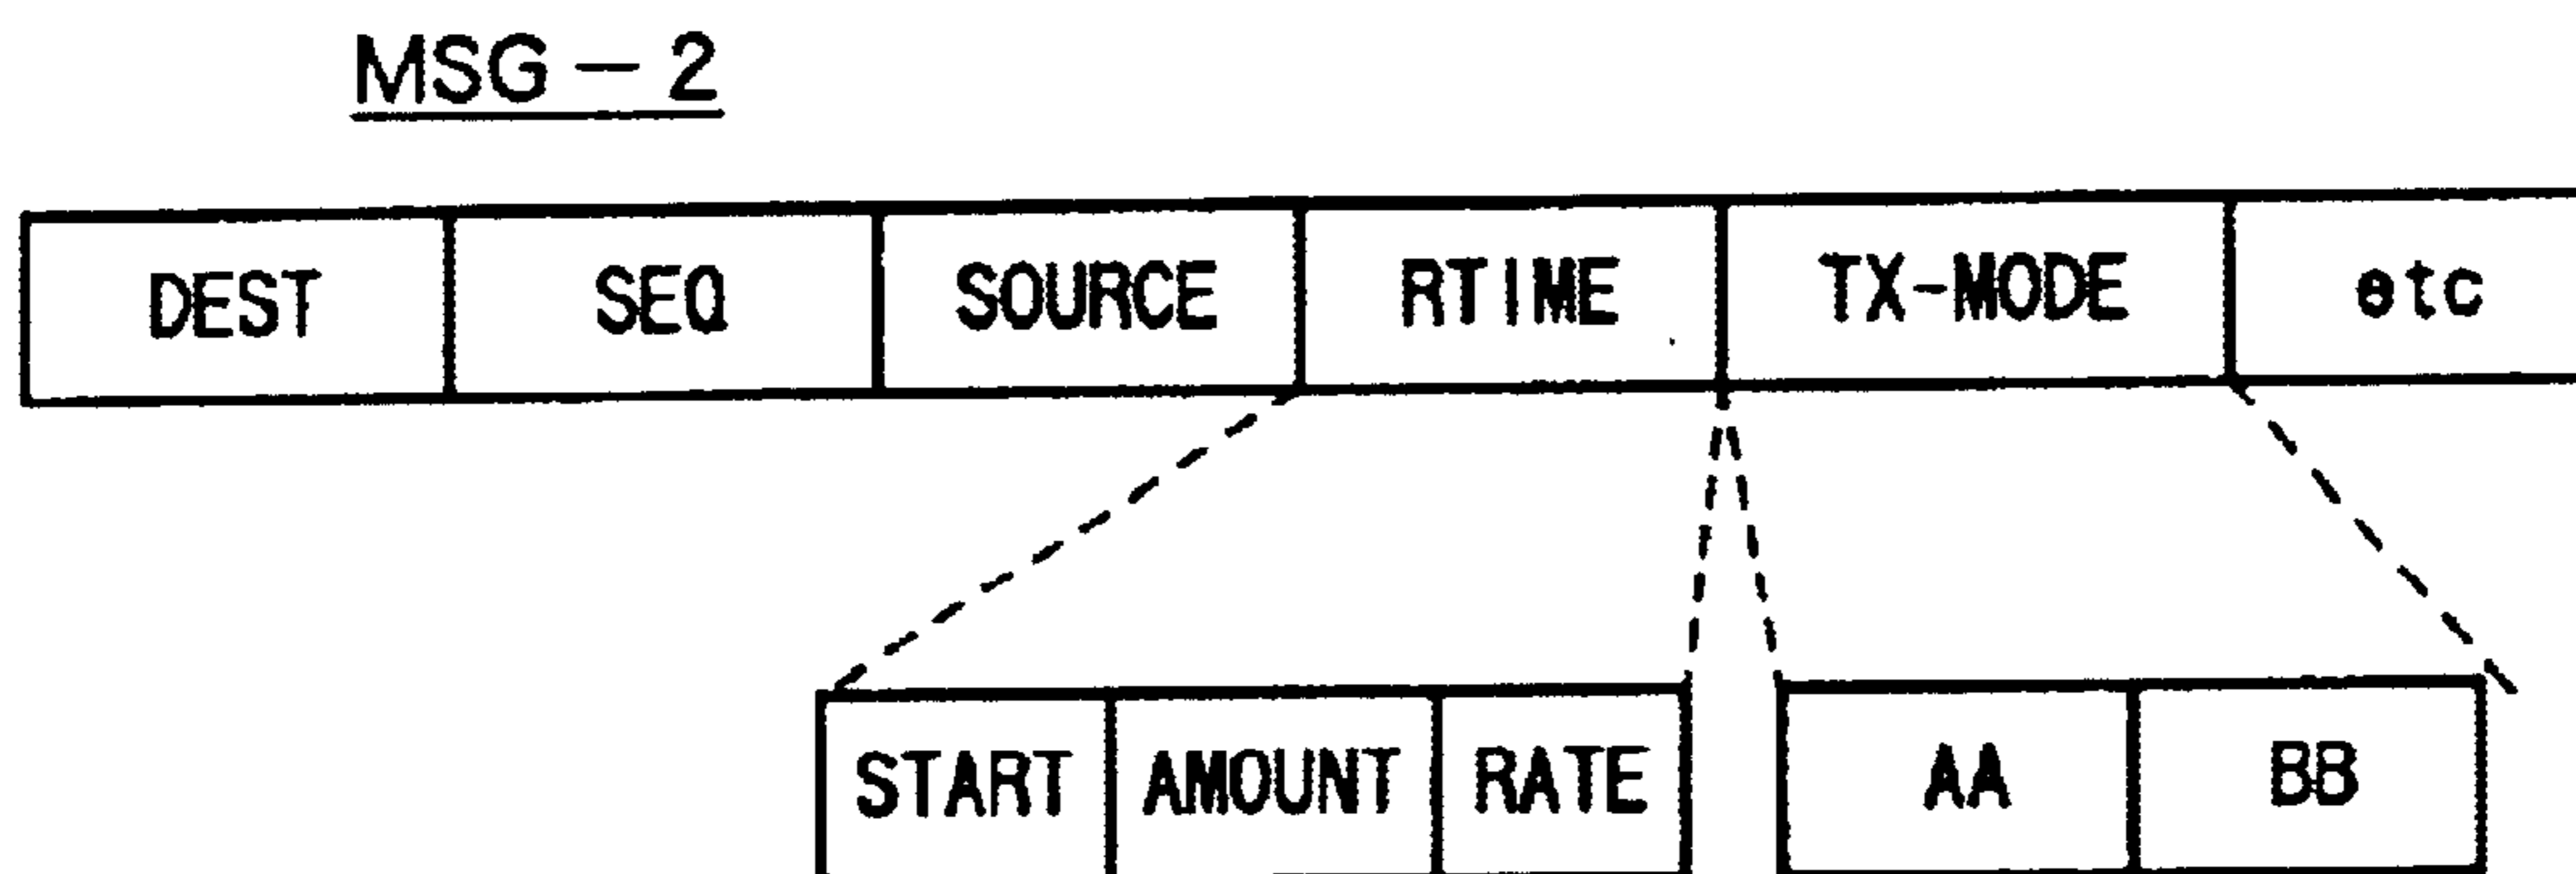 MSG-2
DEST SEQ SOURCE RTIME TX-MODE etc
START AMOUNT RATE AA BB